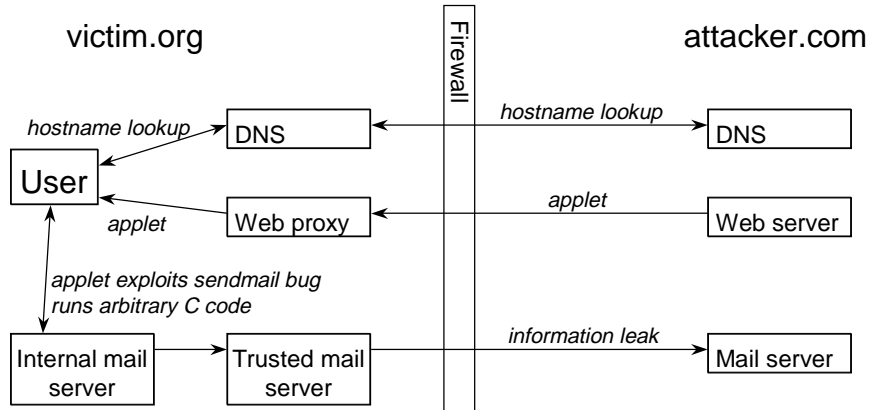 victim.org
Firewall
attacker.com
hostname lookup
DNS
hostname lookup
DNS
User
applet
Web proxy
applet
Web server
applet exploits sendmail bug
runs arbitrary C code
Internal mail
server
Trusted mail
server
information leak
Mail server